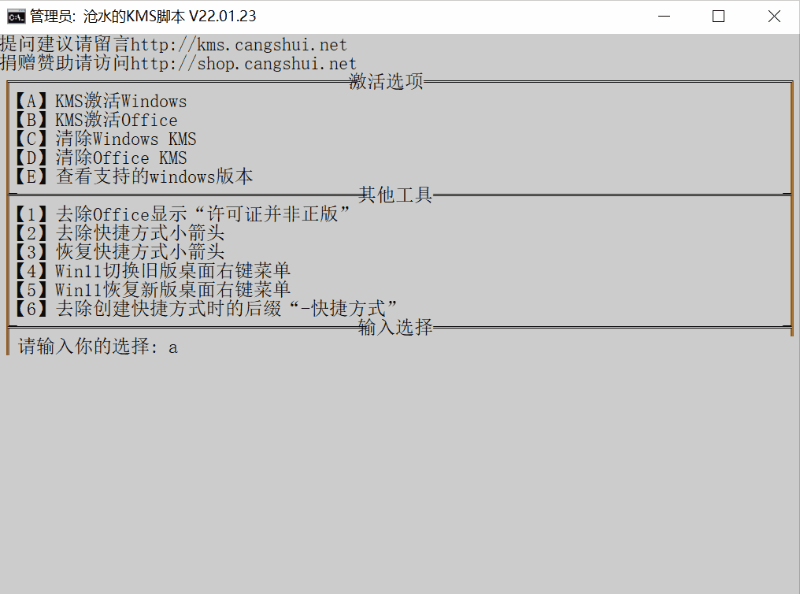 管理员: 沧水的KMS脚本 V22.01.23
提问建议请留言http://kms.cangshui.net
捐赠赞助请访问http://shop.cangshui.net
激活选项
【A】KMS激活Windows
【B】KMS激活Office
【C】清除Windows KMS
【D】清除Office KMS
【E】查看支持的windows版本
其他工具
【1】去除Office显示“许可证并非正版”
【2】去除快捷方式小箭头
【3】恢复快捷方式小箭头
【4】Win11切换旧版桌面右键菜单
【5】Win11恢复新版桌面右键菜单
【6】去除创建快捷方式时的后缀“-快捷方式”
输入选择
请输入你的选择: a